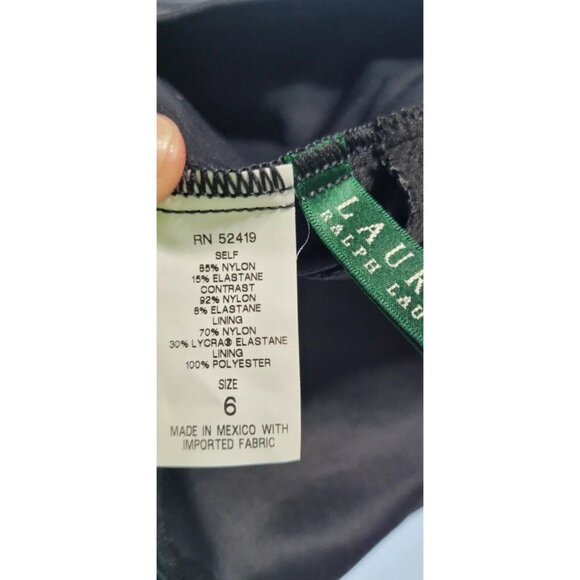 RN 52419
SELF
85% NYLON
15% ELASTANE
CONTRAST
92% NYLON
8% ELASTANE
LINING
70% NYLON
30% LYCRA® ELASTANE
LINING
100% POLYESTER
SIZE
6
MADE IN MEXICO WITH
IMPORTED FABRIC
LAUR
RALPH LAU